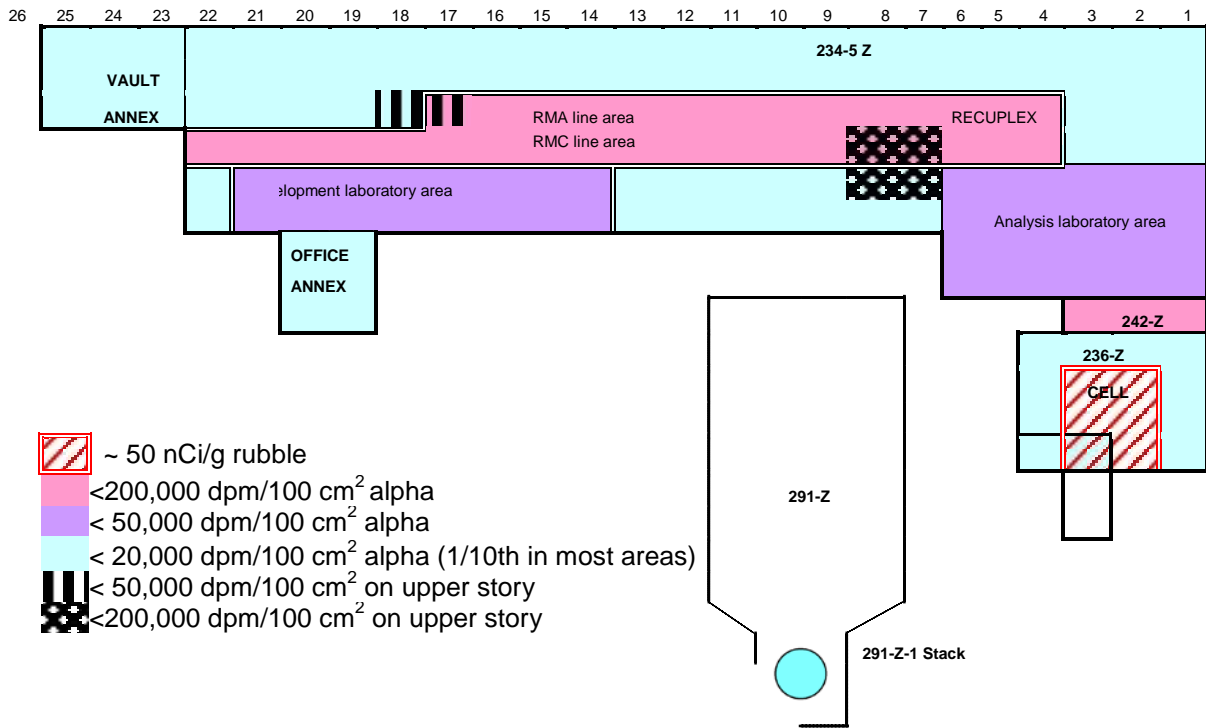 26 25 24 23 22 21 20 19 18 17 16 15 14 13 12 11 10 9 8 7 6 5 4 3 2 1
234-5 Z
VAULT
ANNEX
RMA line area
RECUPLEX
RMC line area
elopment laboratory area
Analysis laboratory area
OFFICE
ANNEX
242-Z
236-Z
CELL
~ 50 nCi/g rubble
<200,000 dpm/100 cm² alpha
< 50,000 dpm/100 cm² alpha
< 20,000 dpm/100 cm² alpha (1/10th in most areas)
< 50,000 dpm/100 cm² on upper story
<200,000 dpm/100 cm² on upper story
291-Z
291-Z-1 Stack